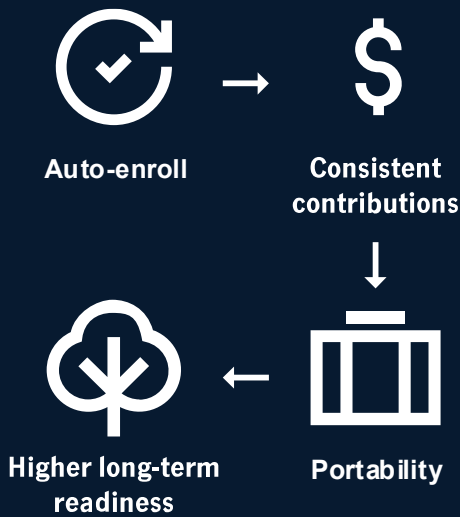 Auto-enroll
Consistent
contributions
Portability
Higher long-term
readiness